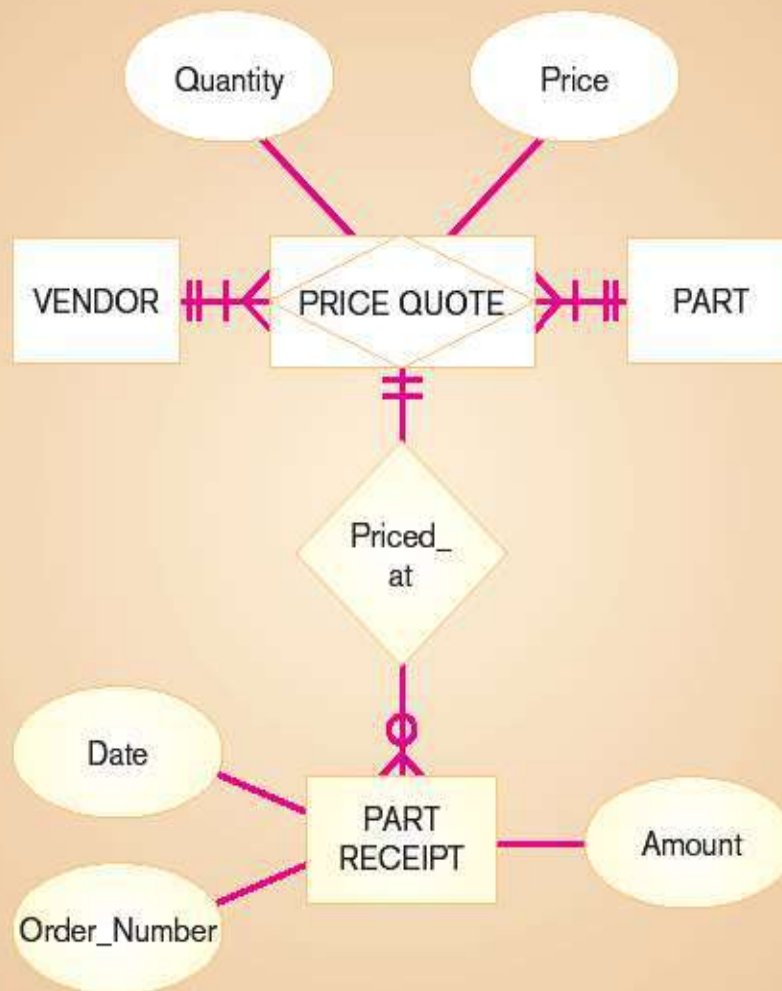 Quantity
Price
VENDOR
PRICE QUOTE
PART
Priced_
at
Date
PART
RECEIPT
Amount
Order_Number